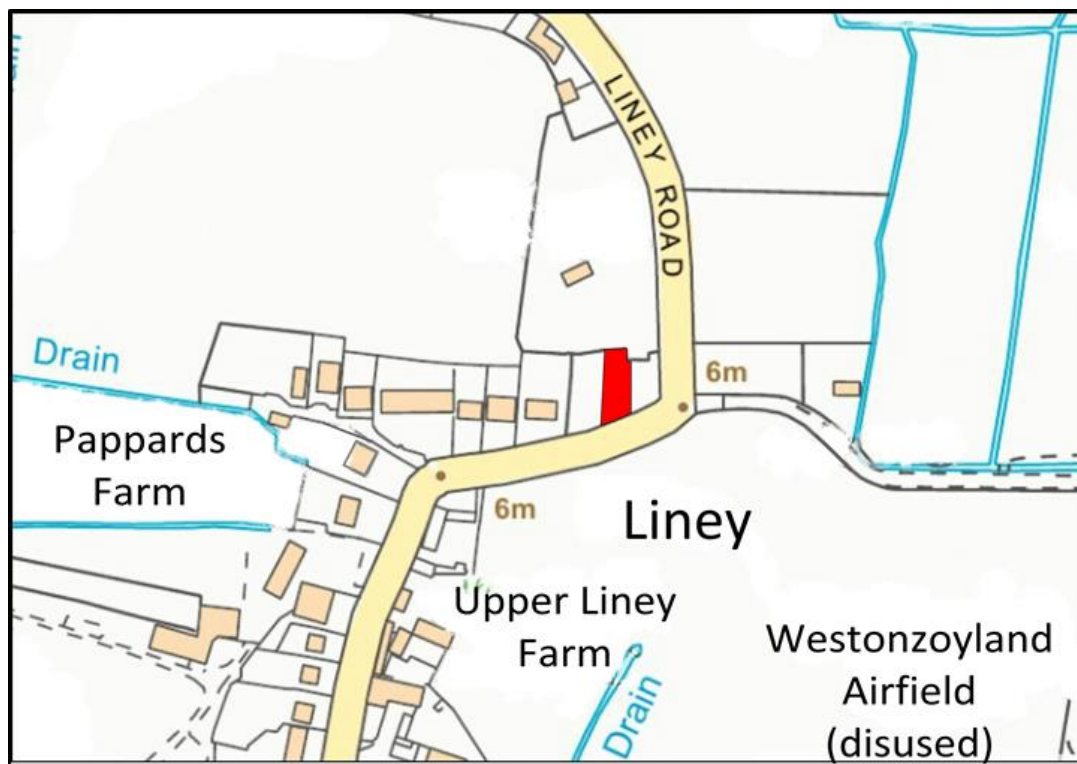 LINEY ROAD
Drain
6m
Pappards
Farm
6m
Liney
Upper Liney
Farm
Westonzoyland
Airfield
(disused)
Drain